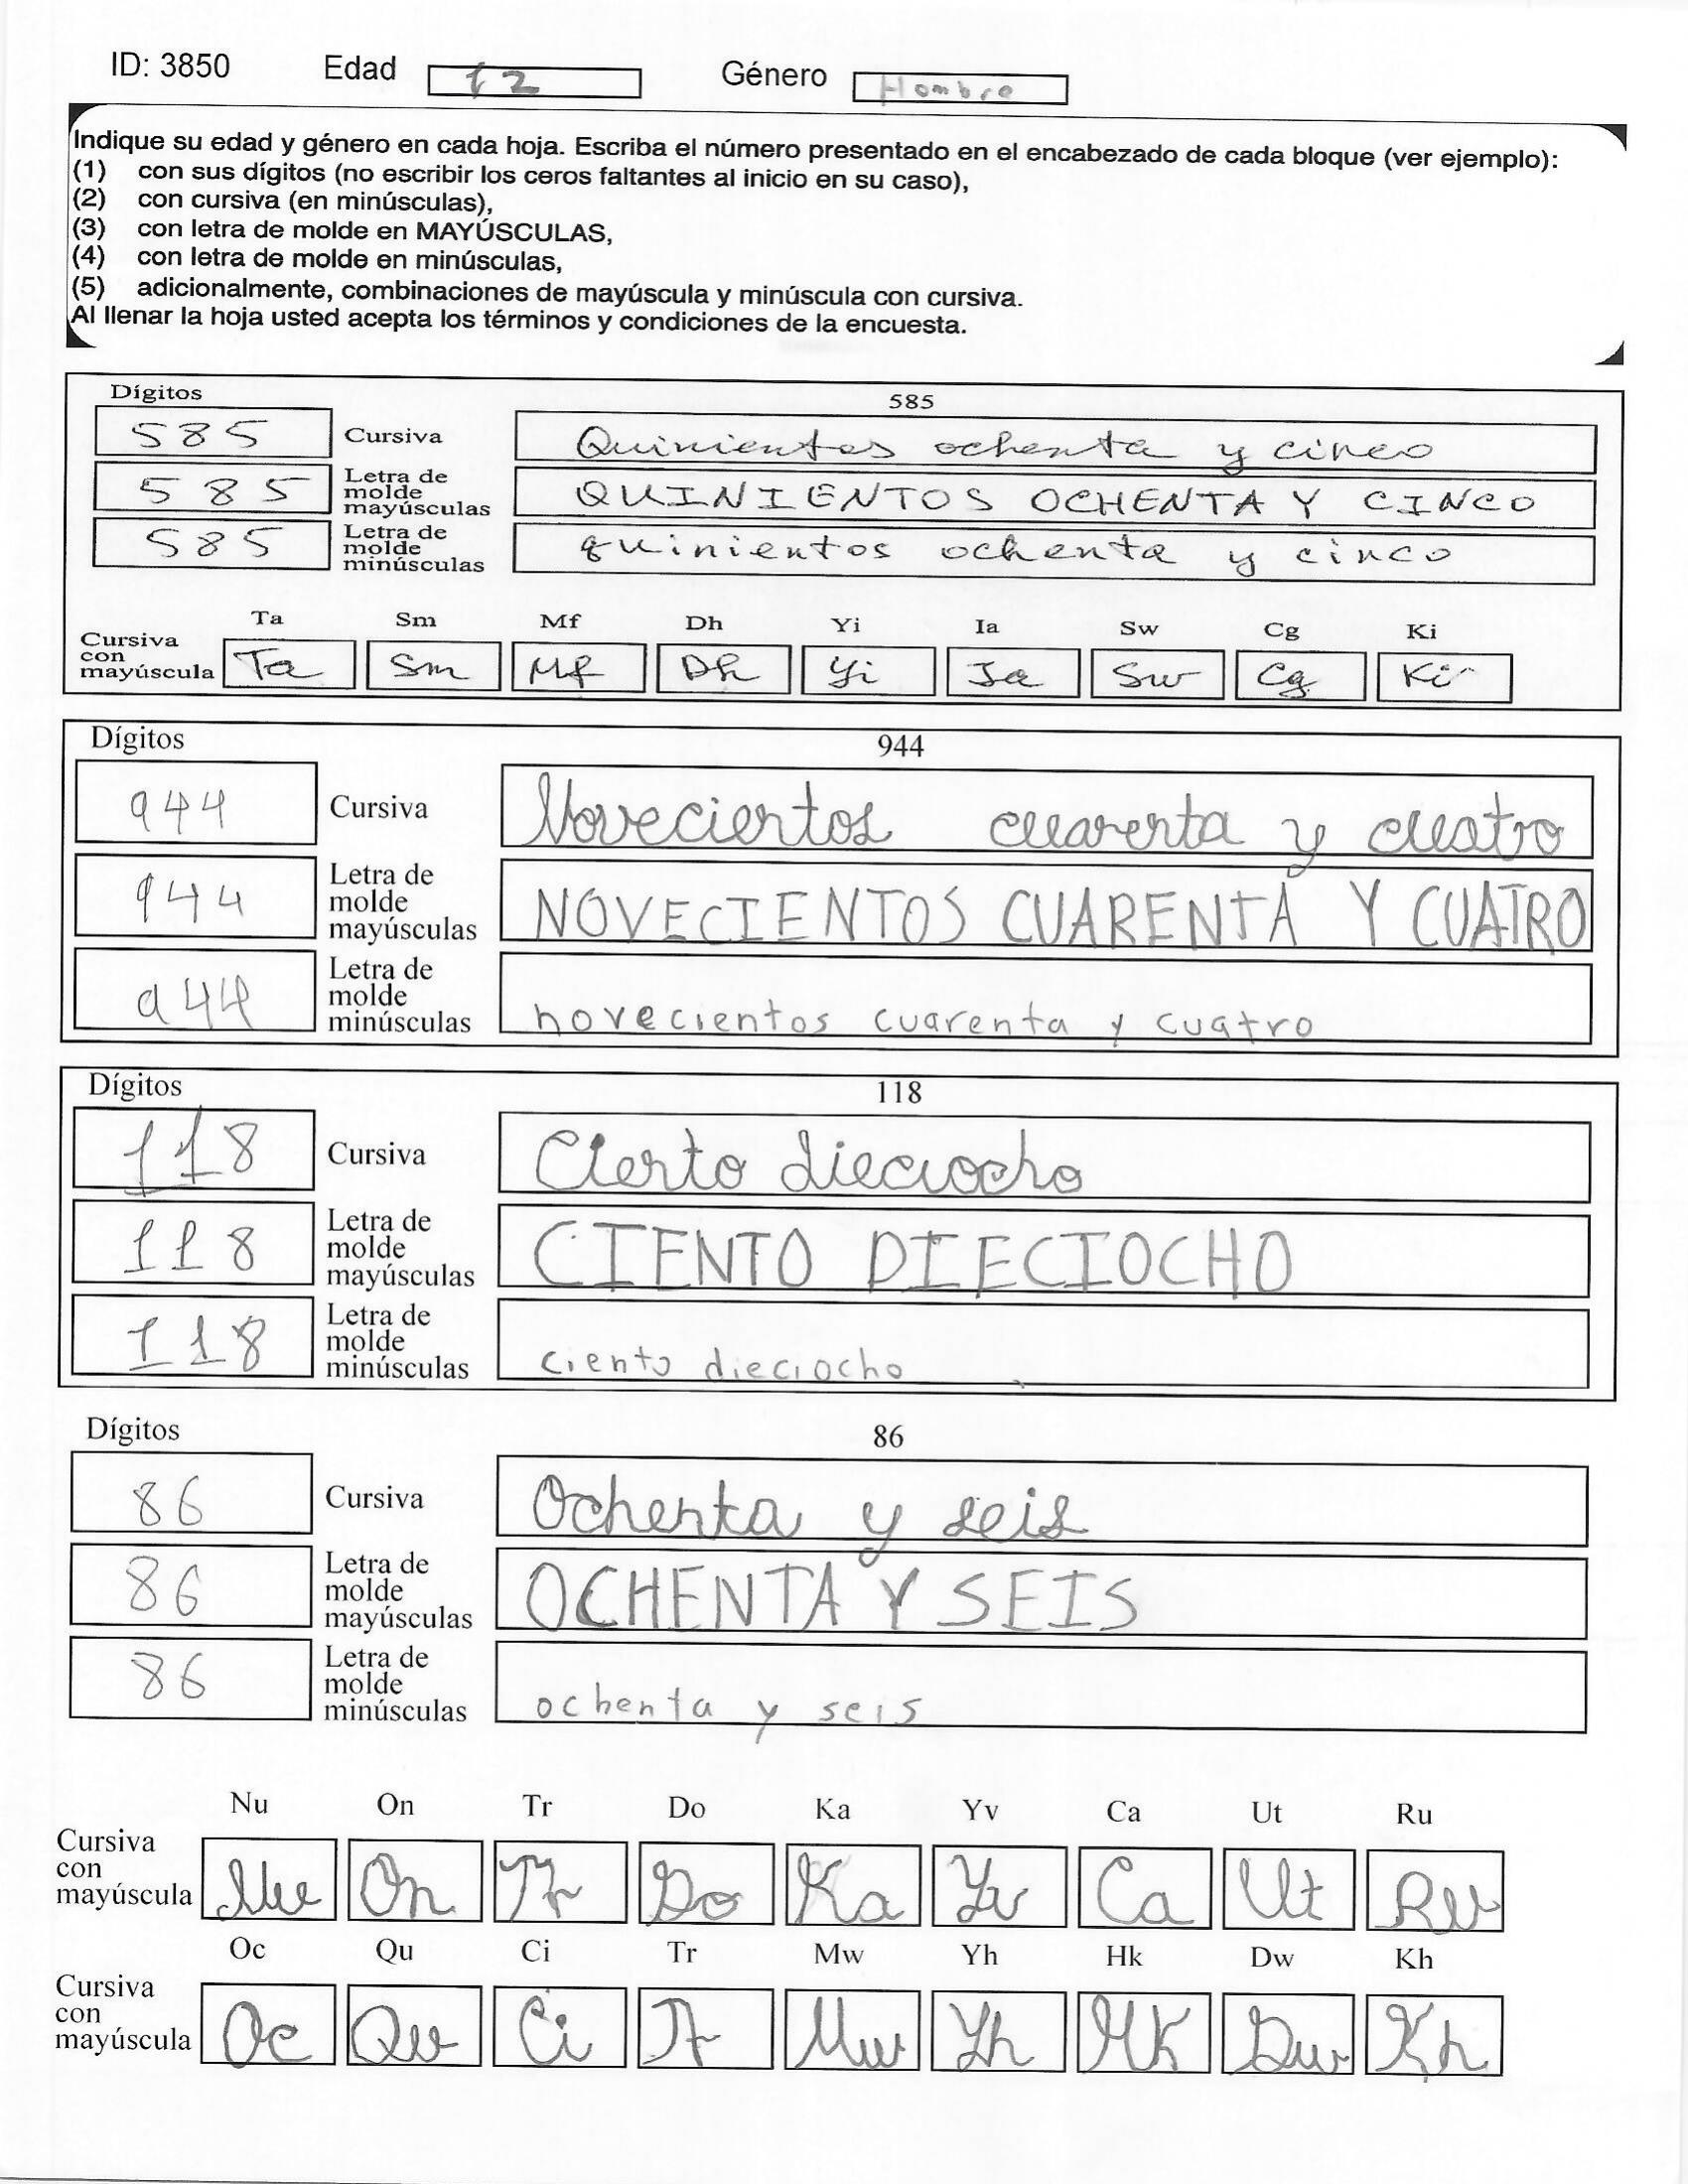 ID: 3850 Edad 12 Género Hombre
Indique su edad y género en cada hoja. Escriba el número presentado en el encabezado de cada bloque (ver ejemplo):
(1) con sus dígitos (no escribir los ceros faltantes al inicio en su caso),
(2) con cursiva (en minúsculas),
(3) con letra de molde en MAYÚSCULAS,
(4) con letra de molde en minúsculas,
(5) adicionalmente, combinaciones de mayúscula y minúscula con cursiva.
Al llenar la hoja usted acepta los términos y condiciones de la encuesta.
Dígitos 585
585 Cursiva Quinientos ochenta y cinco
585 Letra de molde mayúsculas QUINIENTOS OCHENTA Y CINCO
585 Letra de molde minúsculas quinientos ochenta y cinco
Ta Sm Mf Dh Yi Ia Sw Cg Ki
Cursiva con mayúscula Ta Sm Mf Dh Yi Ia Sw Cg Ki
Dígitos 944
944 Cursiva Novecientos cuarenta y cuatro
944 Letra de molde mayúsculas NOVECIENTOS CUARENTA Y CUATRO
944 Letra de molde minúsculas novecientos cuarenta y cuatro
Dígitos 118
118 Cursiva Ciento dieciocho
118 Letra de molde mayúsculas CIENTO DIECIOCHO
118 Letra de molde minúsculas ciento dieciocho
Dígitos 86
86 Cursiva Ochenta y seis
86 Letra de molde mayúsculas OCHENTA Y SEIS
86 Letra de molde minúsculas ochenta y seis
Nu On Tr Do Ka Yv Ca Ut Ru
Cursiva con mayúscula Nu On Tr Do Ka Yv Ca Ut Ru
Oc Qu Ci Tr Mw Yh Hk Dw Kh
Cursiva con mayúscula Oc Qu Ci Tr Mw Yh HK Dw Kh